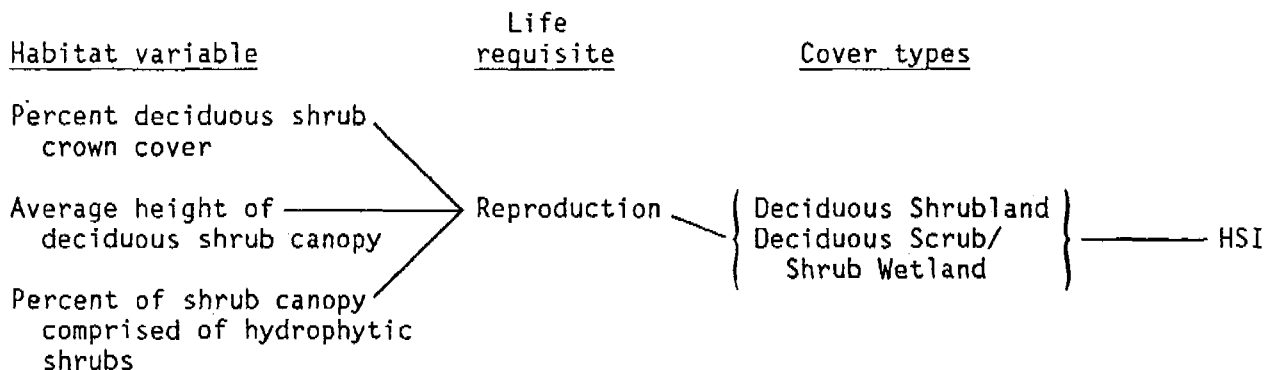 Life
Habitat variable requisite Cover types
Percent deciduous shrub
crown cover
Average height of
deciduous shrub canopy
Percent of shrub canopy
comprised of hydrophytic
shrubs
Reproduction
Deciduous Shrubland
Deciduous Scrub/
Shrub Wetland
HSI